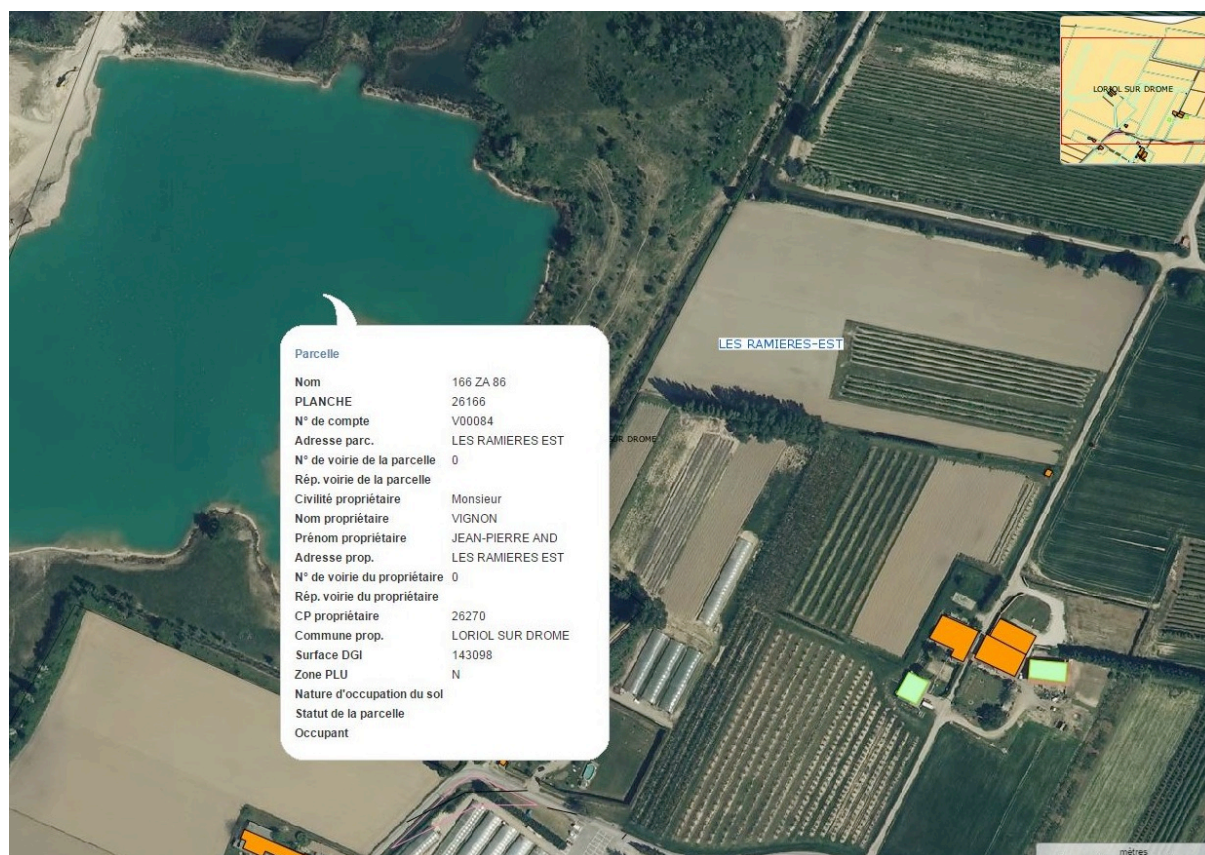 LORIOL SUR DROME
LES RAMIERES-EST
Parcelle
Nom 166 ZA 86
PLANCHE 26166
N° de compte V00084
Adresse parc. LES RAMIERES EST
UR DROME
N° de voirie de la parcelle 0
Rép. voirie de la parcelle
Civilité propriétaire Monsieur
Nom propriétaire VIGNON
Prénom propriétaire JEAN-PIERRE AND
Adresse prop. LES RAMIERES EST
N° de voirie du propriétaire 0
Rép. voirie du propriétaire
CP propriétaire 26270
Commune prop. LORIOL SUR DROME
Surface DGI 143098
Zone PLU N
Nature d'occupation du sol
Statut de la parcelle
Occupant
mètres